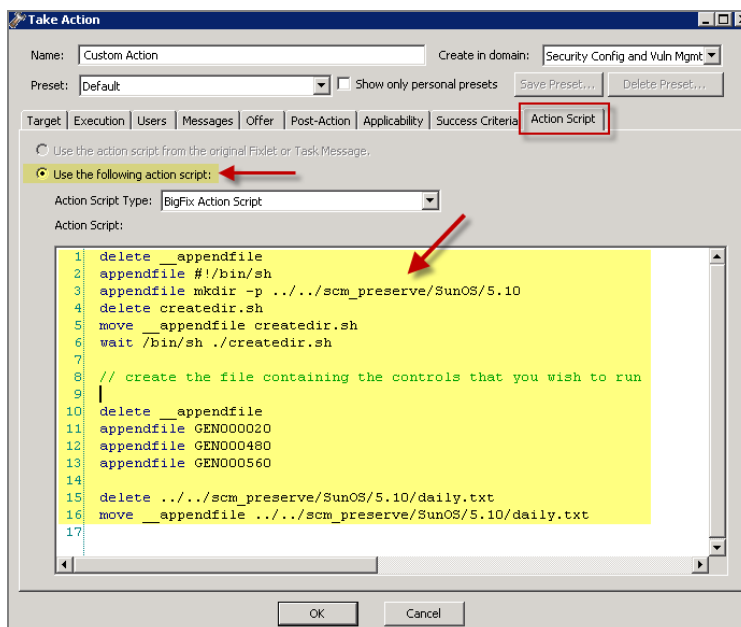 Take Action
Name: Custom Action Create in domain: Security Config and Vuln Mgmt
Preset: Default Show only personal presets Save Preset... Delete Preset...
Target Execution Users Messages Offer Post-Action Applicability Success Criteria Action Script
Use the action script from the original Fixlet or Task Message.
Use the following action script:
Action Script Type: BigFix Action Script
Action Script:
1 delete __appendfile
2 appendfile #!/bin/sh
3 appendfile mkdir -p ../../scm_preserve/SunOS/5.10
4 delete createdir.sh
5 move __appendfile createdir.sh
6 wait /bin/sh ./createdir.sh
7
8 // create the file containing the controls that you wish to run
9
10 delete __appendfile
11 appendfile GEN000020
12 appendfile GEN000480
13 appendfile GEN000560
14
15 delete ../../scm_preserve/SunOS/5.10/daily.txt
16 move __appendfile ../../scm_preserve/SunOS/5.10/daily.txt
17
OK Cancel